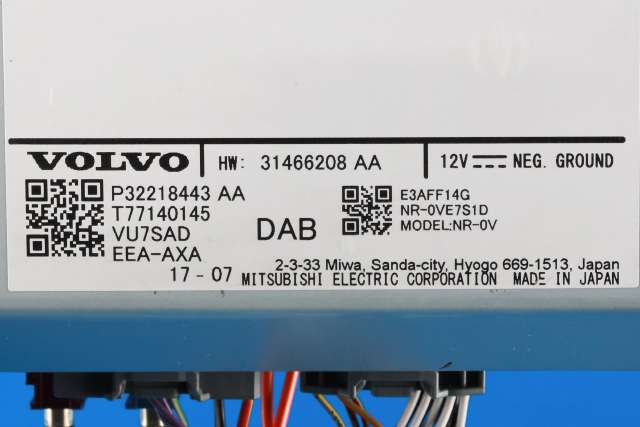 VOLVO HW: 31466208 AA 12V NEG. GROUND
P32218443 AA
T77140145
VU7SAD
EEA-AXA
17-07
DAB
E3AFF14G
NR-0VE7S1D
MODEL:NR-0V
2-3-33 Miwa, Sanda-city, Hyogo 669-1513, Japan
MITSUBISHI ELECTRIC CORPORATION MADE IN JAPAN